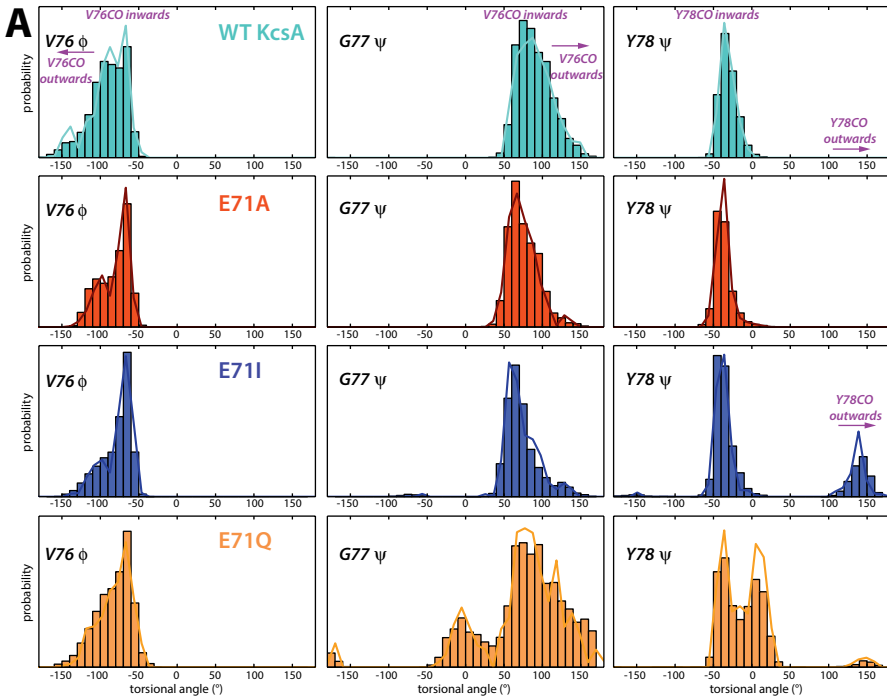 A
V76CO inwards
V76 ϕ
WT KcsA
V76CO
outwards
probability
-150 -100 -50 0 50 100 150
V76CO inwards
G77 ψ
V76CO
outwards
-150 -100 -50 0 50 100 150
Y78CO inwards
Y78 ψ
Y78CO
outwards
-150 -100 -50 0 50 100 150
V76 ϕ
E71A
probability
-150 -100 -50 0 50 100 150
G77 ψ
-150 -100 -50 0 50 100 150
Y78 ψ
-150 -100 -50 0 50 100 150
V76 ϕ
E71I
probability
-150 -100 -50 0 50 100 150
G77 ψ
-150 -100 -50 0 50 100 150
Y78 ψ
Y78CO
outwards
-150 -100 -50 0 50 100 150
V76 ϕ
E71Q
probability
-150 -100 -50 0 50 100 150
torsional angle (°)
G77 ψ
-150 -100 -50 0 50 100 150
torsional angle (°)
Y78 ψ
-150 -100 -50 0 50 100 150
torsional angle (°)